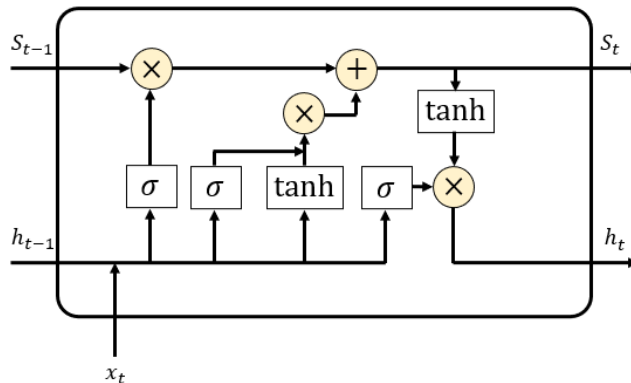 S_{t-1} S_t
× +
×
tanh
σ σ tanh σ ×
h_{t-1} h_t
x_t